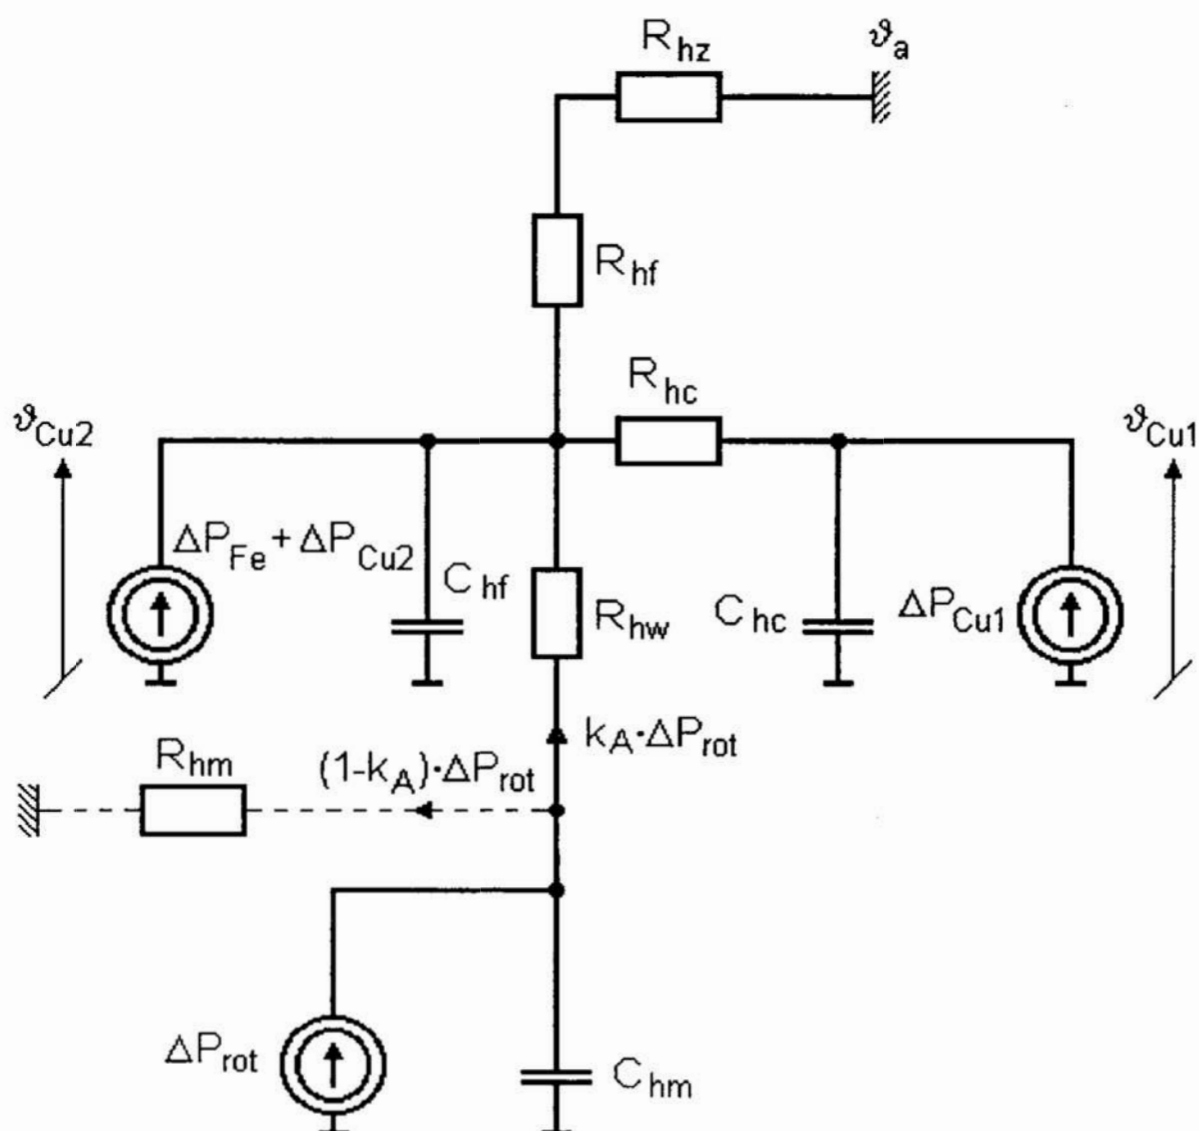 R_hz
ϑ_a
R_hf
R_hc
ϑ_Cu2
ϑ_Cu1
ΔP_Fe + ΔP_Cu2
C_hf
R_hw
C_hc
ΔP_Cu1
k_A·ΔP_rot
R_hm
(1-k_A)·ΔP_rot
ΔP_rot
C_hm